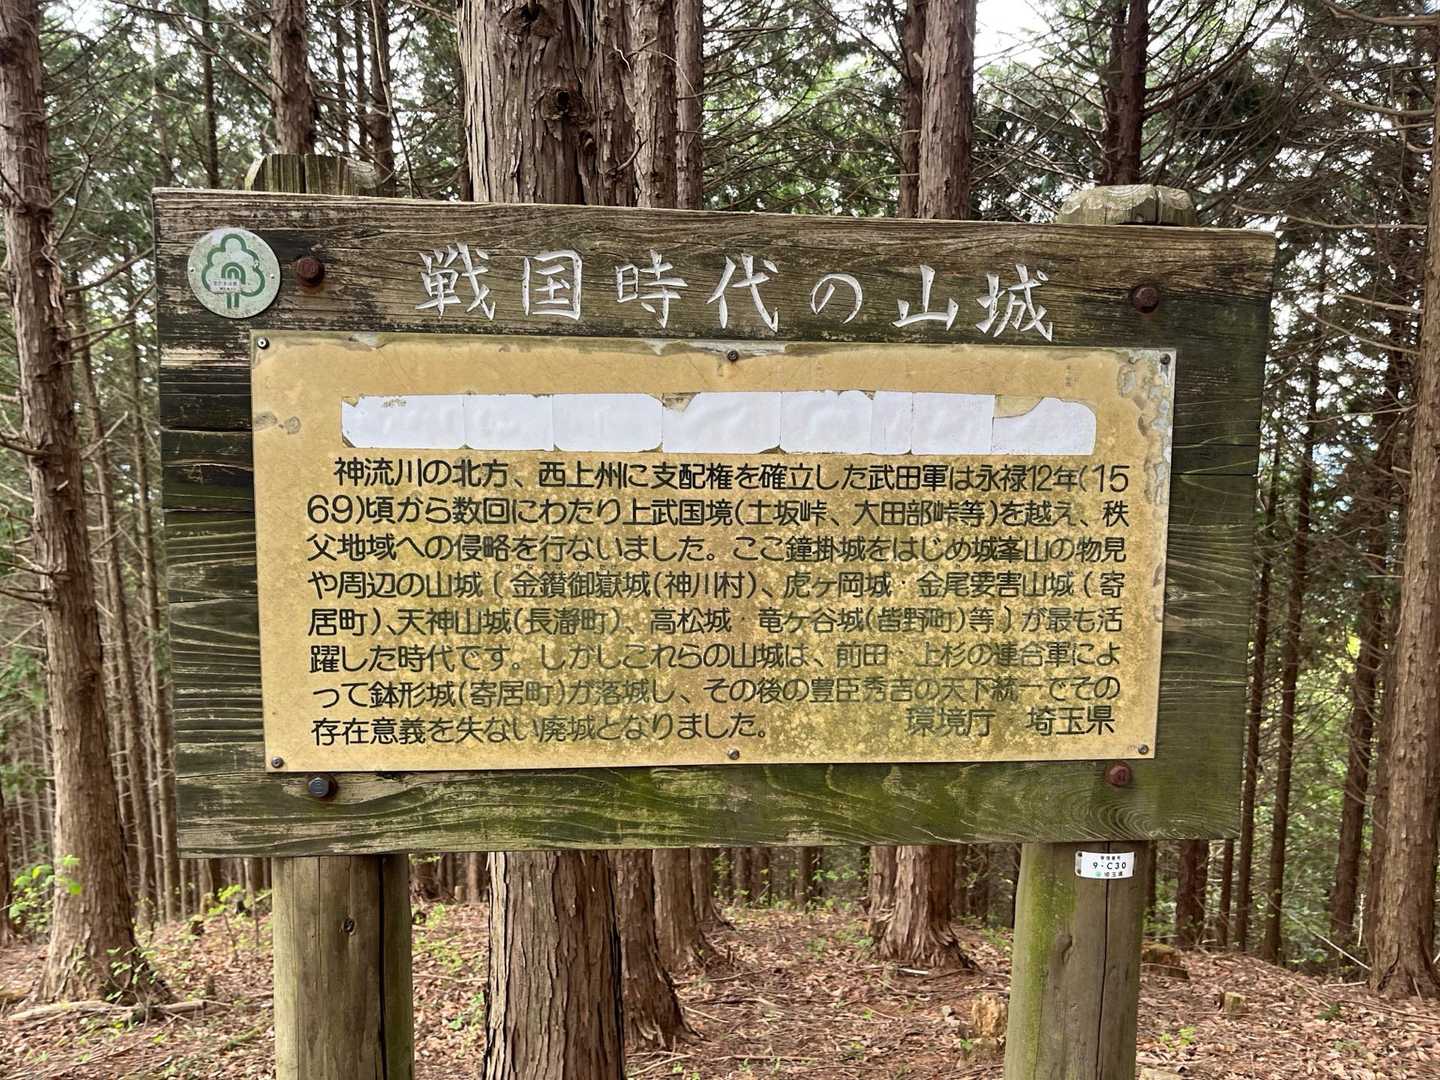 戦国時代の山城
神流川の北方、西上州に支配権を確立した武田軍は永禄12年(15
69)頃から数回にわたり上武国境(土坂峠、太田部峠等)を越え、秩
父地域への侵略を行ないました。ここ鐘掛城をはじめ城峯山の物見
や周辺の山城〔金鑚御嶽城(神川村)、虎ヶ岡城・金尾要害山城(寄
居町)、天神山城(長瀞町)、高松城・竜ケ谷城(皆野町)等〕が最も活
躍した時代です。しかしこれらの山城は、前田・上杉の連合軍によ
って鉢形城(寄居町)が落城し、その後の豊臣秀吉の天下統一でその
存在意義を失ない廃城となりました。 環境庁 埼玉県
9・C30
埼玉県